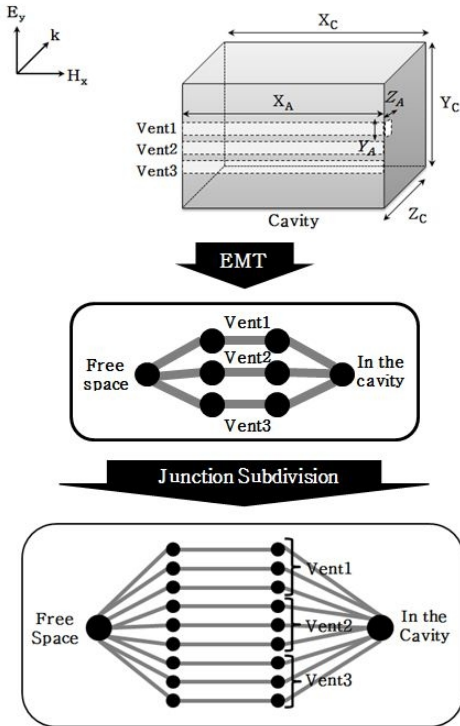 E_y
k
H_x
X_C
X_A
Z_A
Y_C
Vent1
Y_A
Vent2
Vent3
Z_C
Cavity
EMT
Vent1
Free
space
Vent2
In the
cavity
Vent3
Junction Subdivision
Vent1
Free
Space
Vent2
In the
Cavity
Vent3